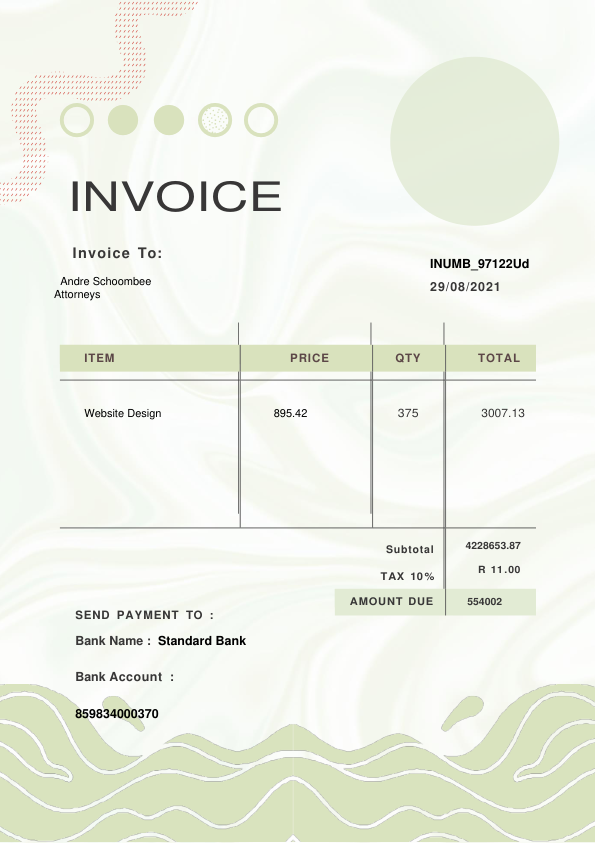 INVOICE
Invoice To:
Andre Schoombee
Attorneys
INUMB_97122Ud
29/08/2021
ITEM PRICE QTY TOTAL
Website Design 895.42 375 3007.13
Subtotal 4228653.87
TAX 10% R 11.00
AMOUNT DUE 554002
SEND PAYMENT TO :
Bank Name : Standard Bank
Bank Account :
859834000370